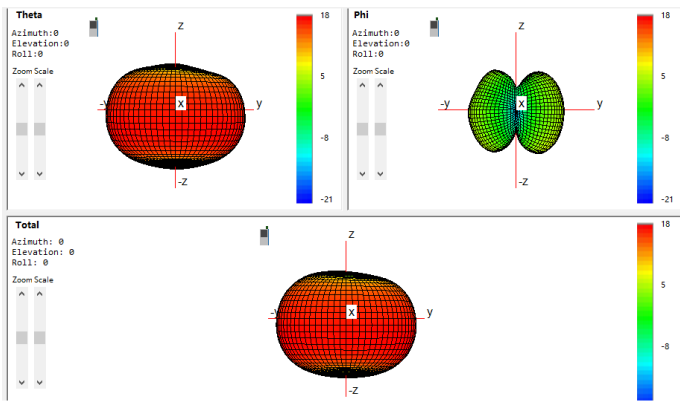 Theta
Azimuth:0
Elevation:0
Roll:0
Zoom Scale
z
-y
x
y
-z
18
5
-8
-21
Phi
Azimuth:0
Elevation:0
Roll:0
Zoom Scale
z
-y
x
y
-z
18
5
-8
-21
Total
Azimuth: 0
Elevation: 0
Roll: 0
Zoom Scale
z
-y
x
y
-z
18
5
-8